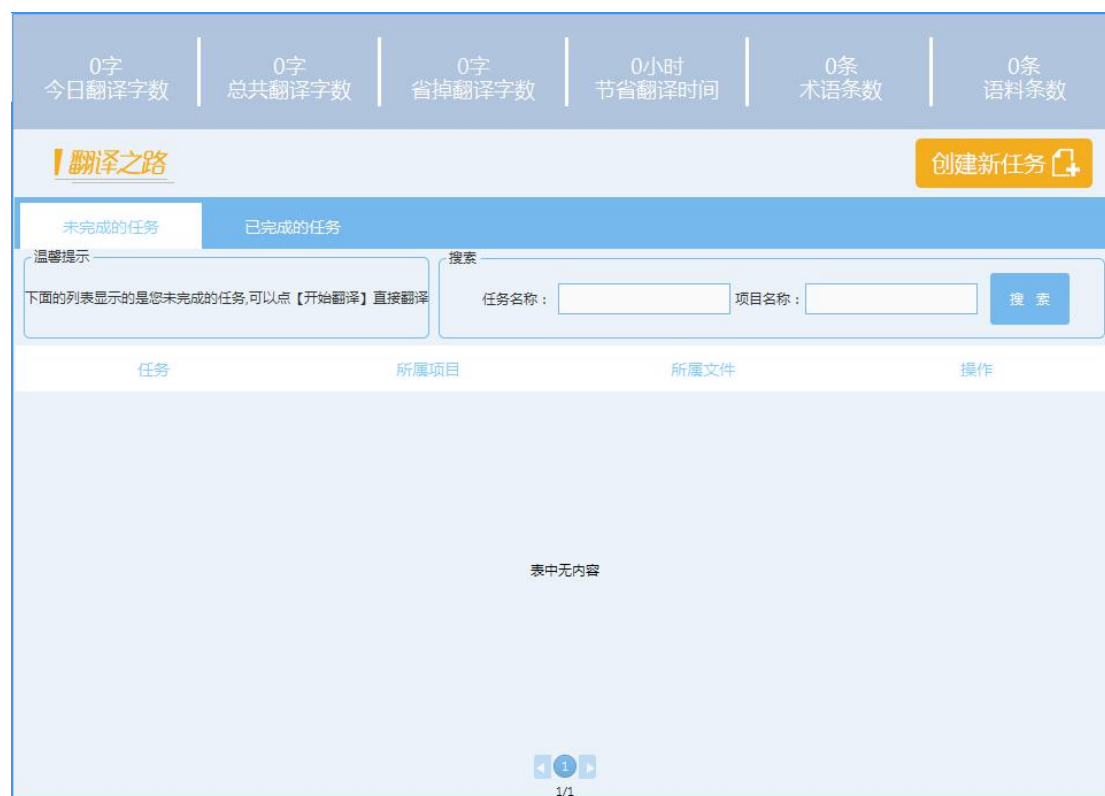 0字 0字 0字 0小时 0条 0条
今日翻译字数 总共翻译字数 省掉翻译字数 节省翻译时间 术语条数 语料条数
翻译之路 创建新任务
未完成的任务 已完成的任务
温馨提示 搜索
下面的列表显示的是您未完成的任务,可以点【开始翻译】直接翻译 任务名称： 项目名称： 搜 索
任务 所属项目 所属文件 操作
表中无内容
1
1/1